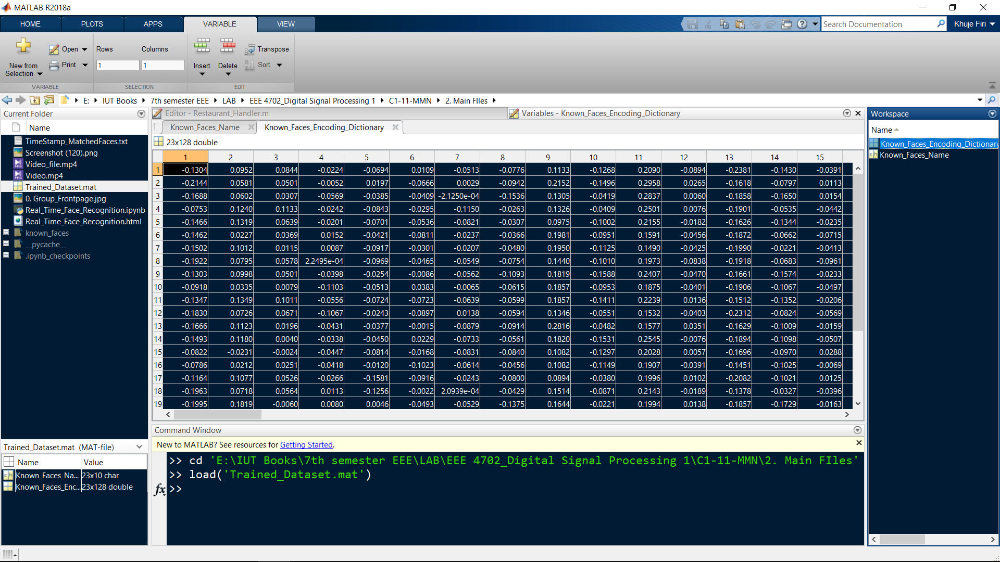 MATLAB R2018a
HOME PLOTS APPS VARIABLE VIEW Search Documentation Khuje Firi
New from Selection Open Print Rows 1 Columns 1 Insert Delete Transpose Sort
VARIABLE SELECTION EDIT
E: IUT Books 7th semester EEE LAB EEE 4702_Digital Signal Processing 1 C1-11-MMN 2. Main FIles
Current Folder
Name
TimeStamp_MatchedFaces.txt
Screenshot (120).png
Video_file.mp4
Video.mp4
Trained_Dataset.mat
0. Group_Frontpage.jpg
Real_Time_Face_Recognition.ipynb
Real_Time_Face_Recognition.html
known_faces
__pycache__
.ipynb_checkpoints
Trained_Dataset.mat (MAT-file)
Name Value
Known_Faces_Na... 23x10 char
Known_Faces_Enc... 23x128 double
Editor - Restaurant_Handler.m
Variables - Known_Faces_Encoding_Dictionary
Known_Faces_Name Known_Faces_Encoding_Dictionary
23x128 double
1 2 3 4 5 6 7 8 9 10 11 12 13 14 15
1 -0.1304 0.0952 0.0844 -0.0224 -0.0694 0.0109 -0.0513 -0.0776 0.1133 -0.1268 0.2090 -0.0894 -0.2381 -0.1430 -0.0391
2 -0.2144 0.0581 0.0501 -0.0052 0.0197 -0.0666 0.0029 -0.0942 0.2152 -0.1496 0.2958 0.0265 -0.1618 -0.0797 0.0113
3 -0.1688 0.0602 0.0307 -0.0569 -0.0385 -0.0409 -2.1250e-04 -0.1536 0.1305 -0.0419 0.2837 0.0060 -0.1858 -0.1650 0.0154
4 -0.0753 0.1240 0.1133 -0.0242 -0.0843 -0.0295 -0.1150 -0.0263 0.1326 -0.0409 0.2501 0.0076 -0.1901 -0.0535 -0.0442
5 -0.1466 0.1319 0.0639 -0.0201 -0.0701 -0.0536 -0.0821 -0.0307 0.0975 -0.1002 0.2155 -0.0182 -0.1626 -0.1344 -0.0235
6 -0.1462 0.0227 0.0369 0.0152 -0.0421 -0.0811 -0.0237 -0.0366 0.1981 -0.0951 0.1591 -0.0456 -0.1872 -0.0662 -0.0715
7 -0.1502 0.1012 0.0115 0.0087 -0.0917 -0.0301 -0.0207 -0.0480 0.1950 -0.1125 0.1490 -0.0425 -0.1990 -0.0221 -0.0413
8 -0.1922 0.0795 0.0578 2.2495e-04 -0.0969 -0.0465 -0.0549 -0.0754 0.1440 -0.1010 0.1973 -0.0838 -0.1918 -0.0683 -0.0961
9 -0.1303 0.0998 0.0501 -0.0398 -0.0254 -0.0086 -0.0562 -0.1093 0.1819 -0.1588 0.2407 -0.0470 -0.1661 -0.1574 -0.0233
10 -0.0918 0.0335 0.0079 -0.1103 -0.0513 0.0383 -0.0065 -0.0615 0.1857 -0.0953 0.1875 -0.0401 -0.1906 -0.1067 -0.0497
11 -0.1347 0.1349 0.1011 -0.0556 -0.0724 -0.0723 -0.0639 -0.0599 0.1857 -0.1411 0.2239 0.0136 -0.1512 -0.1352 -0.0206
12 -0.1830 0.0726 0.0671 -0.1067 -0.0243 -0.0897 0.0138 -0.0594 0.1346 -0.0551 0.1532 -0.0403 -0.2312 -0.0824 -0.0569
13 -0.1666 0.1123 0.0196 -0.0431 -0.0377 -0.0015 -0.0879 -0.0914 0.2816 -0.0482 0.1577 0.0351 -0.1629 -0.1009 -0.0159
14 -0.1493 0.1180 0.0040 -0.0338 -0.0450 0.0229 -0.0733 -0.0561 0.1820 -0.1531 0.2545 -0.0076 -0.1894 -0.1098 -0.0507
15 -0.0822 -0.0231 -0.0024 -0.0447 -0.0814 -0.0168 -0.0831 -0.0840 0.1082 -0.1297 0.2028 0.0057 -0.1696 -0.0970 0.0288
16 -0.0786 0.0212 0.0251 -0.0418 -0.0120 -0.1023 -0.0614 -0.0456 0.1082 -0.1149 0.1907 -0.0391 -0.1451 -0.1025 -0.0069
17 -0.1164 0.1077 0.0526 -0.0266 -0.1581 -0.0916 -0.0243 -0.0800 0.0894 -0.0380 0.1996 0.0102 -0.2082 -0.1021 0.0125
18 -0.1963 0.0718 0.0564 0.0113 -0.1256 -0.0022 2.0939e-04 -0.0429 0.1514 -0.0871 0.2143 -0.0189 -0.1378 -0.0327 -0.0396
19 -0.1995 0.1819 -0.0060 0.0080 0.0046 -0.0493 -0.0529 -0.1375 0.1644 -0.0221 0.1994 0.0138 -0.1857 -0.1729 -0.0163
Command Window
New to MATLAB? See resources for Getting Started.
>> cd 'E:\IUT Books\7th semester EEE\LAB\EEE 4702_Digital Signal Processing 1\C1-11-MMN\2. Main FIles'
>> load('Trained_Dataset.mat')
fx >>
Workspace
Name
Known_Faces_Encoding_Dictionary
Known_Faces_Name